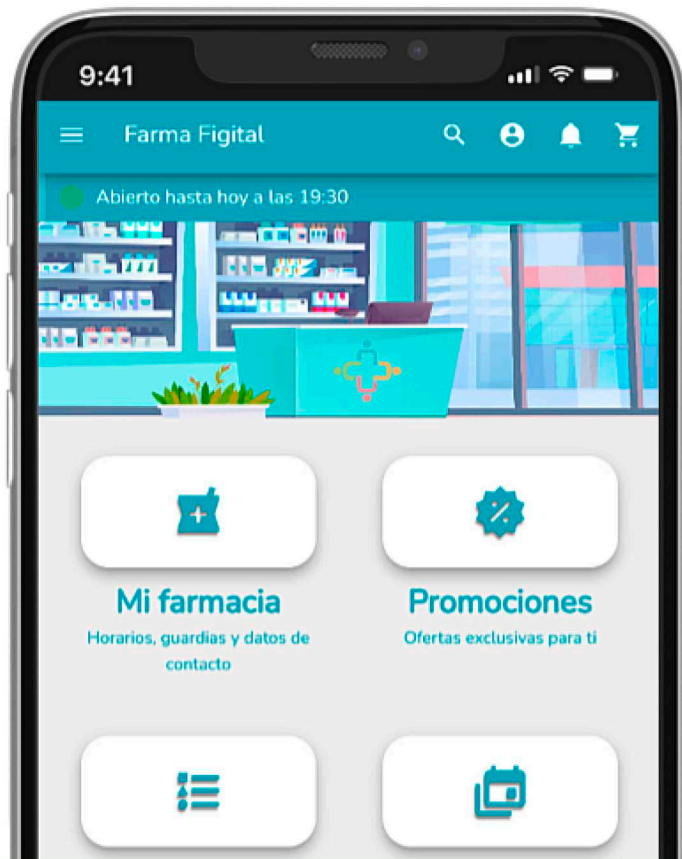 9:41
Farma Figital
Abierto hasta hoy a las 19:30
Mi farmacia
Promociones
Horarios, guardias y datos de
contacto
Ofertas exclusivas para ti